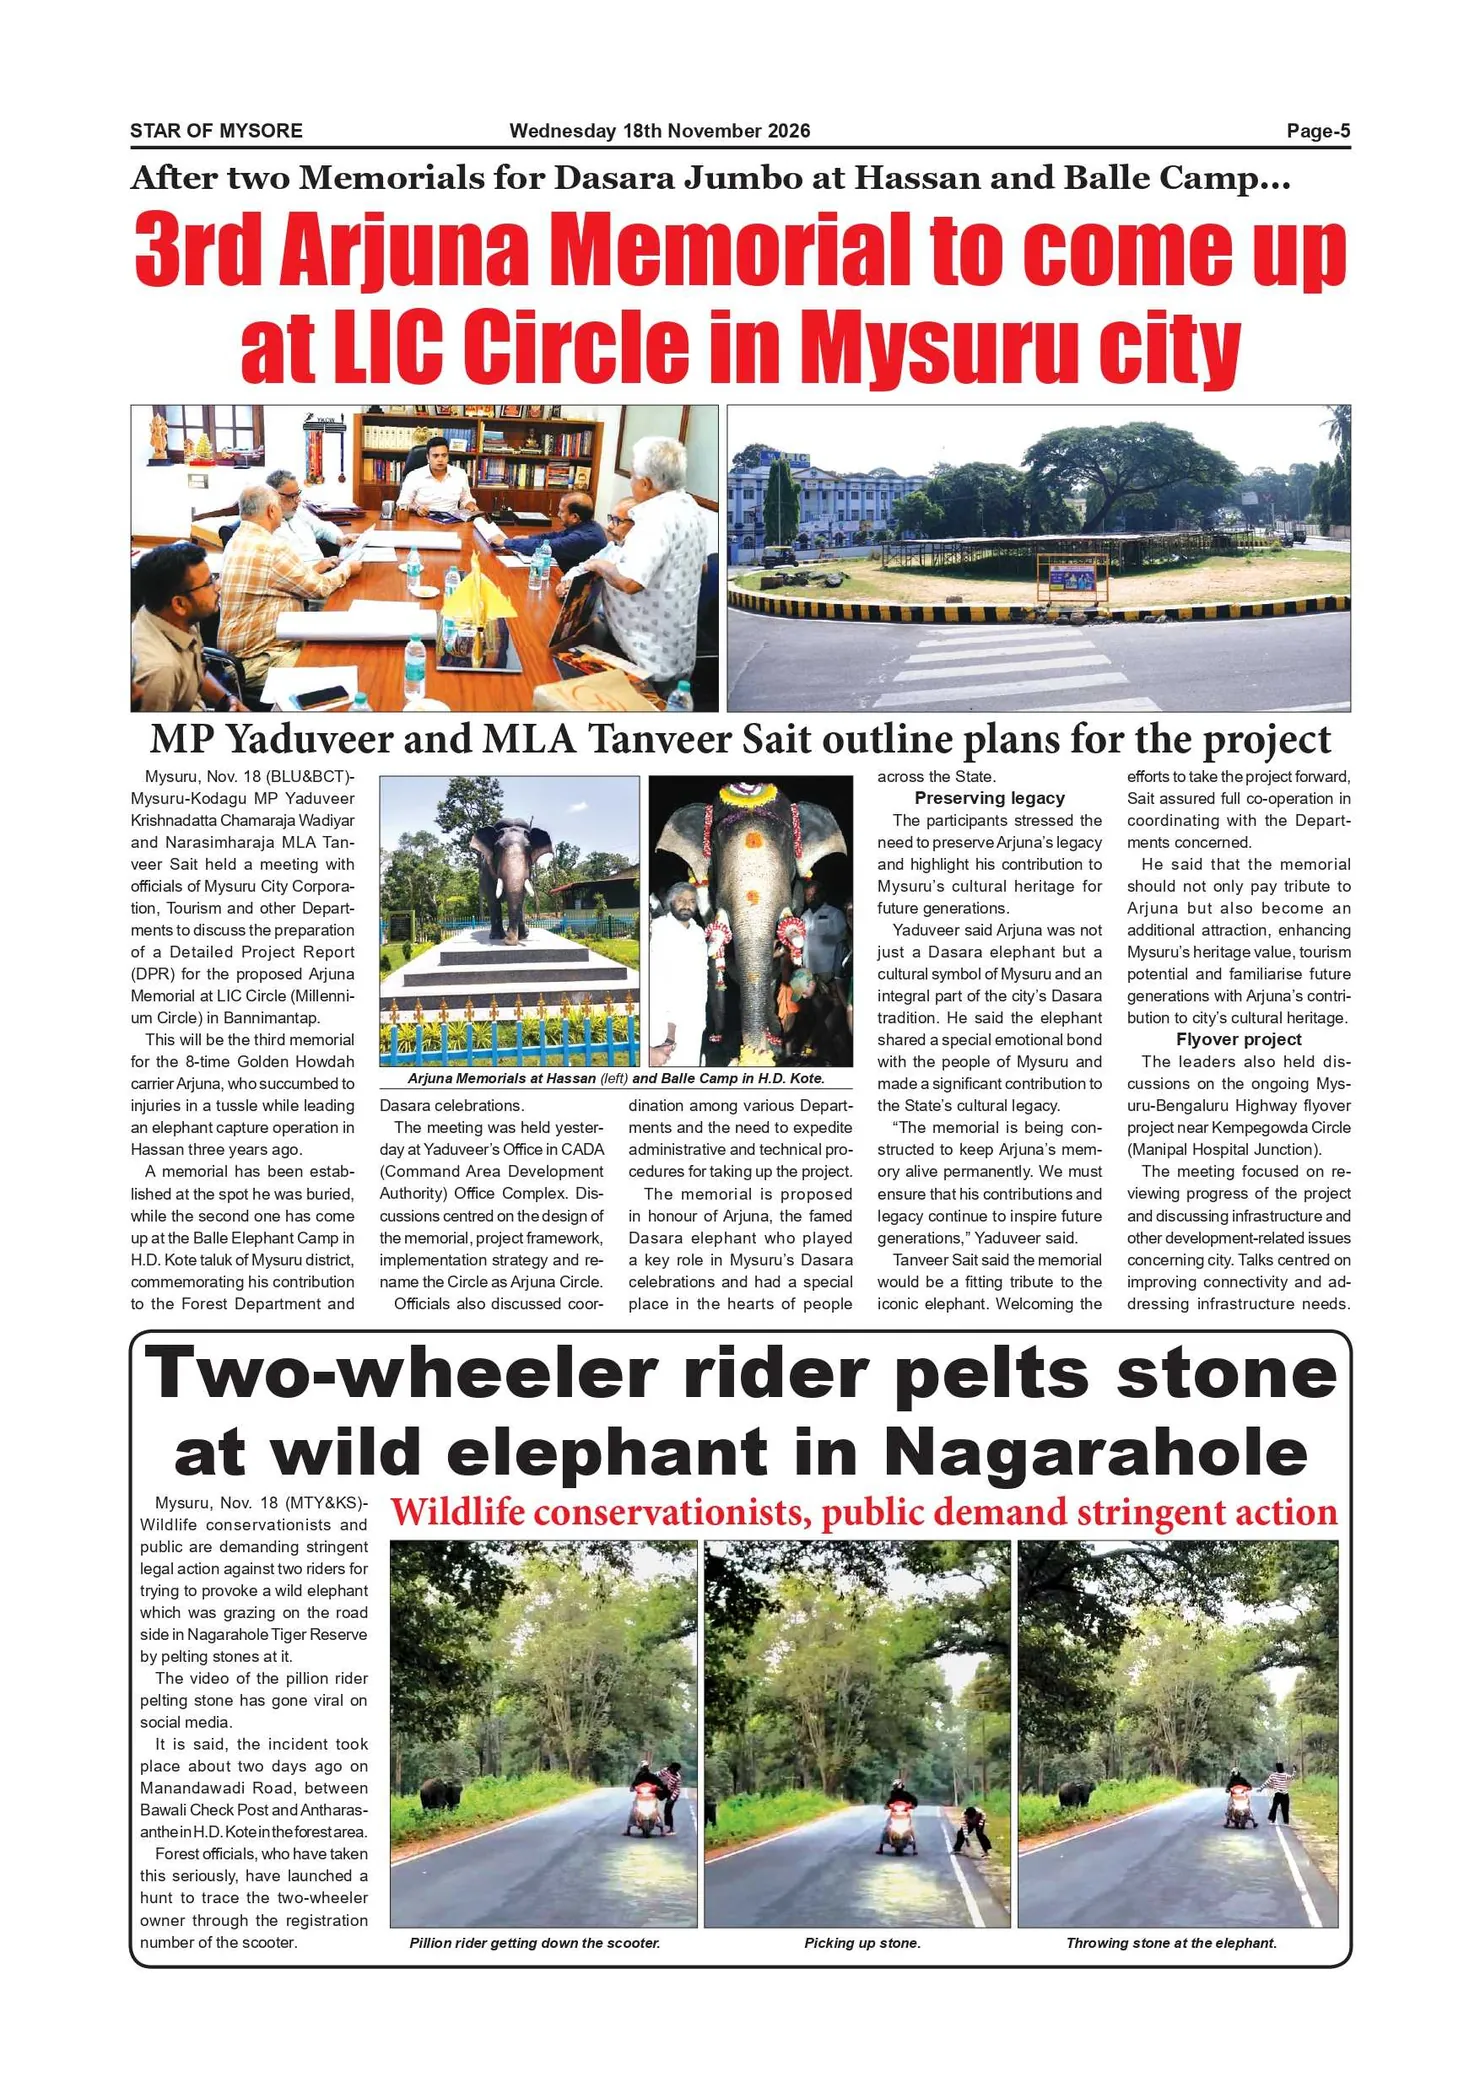 STAR OF MYSORE
Wednesday 18th November 2026
Page-5
After two Memorials for Dasara Jumbo at Hassan and Balle Camp...
3rd Arjuna Memorial to come up
at LIC Circle in Mysuru city
LIC
MP Yaduveer and MLA Tanveer Sait outline plans for the project
Mysuru, Nov. 18 (BLU&BCT)-
Mysuru-Kodagu MP Yaduveer
Krishnadatta Chamaraja Wadiyar
and Narasimharaja MLA Tan-
veer Sait held a meeting with
officials of Mysuru City Corpora-
tion, Tourism and other Depart-
ments to discuss the preparation
of a Detailed Project Report
(DPR) for the proposed Arjuna
Memorial at LIC Circle (Millenni-
um Circle) in Bannimantap.
This will be the third memorial
for the 8-time Golden Howdah
carrier Arjuna, who succumbed to
injuries in a tussle while leading
an elephant capture operation in
Hassan three years ago.
A memorial has been estab-
lished at the spot he was buried,
while the second one has come
up at the Balle Elephant Camp in
H.D. Kote taluk of Mysuru district,
commemorating his contribution
to the Forest Department and
Arjuna Memorials at Hassan (left) and Balle Camp in H.D. Kote.
Dasara celebrations.
The meeting was held yester-
day at Yaduveer's Office in CADA
(Command Area Development
Authority) Office Complex. Dis-
cussions centred on the design of
the memorial, project framework,
implementation strategy and re-
name the Circle as Arjuna Circle.
Officials also discussed coor-
dination among various Depart-
ments and the need to expedite
administrative and technical pro-
cedures for taking up the project.
The memorial is proposed
in honour of Arjuna, the famed
Dasara elephant who played
a key role in Mysuru's Dasara
celebrations and had a special
place in the hearts of people
across the State.
Preserving legacy
The participants stressed the
need to preserve Arjuna's legacy
and highlight his contribution to
Mysuru's cultural heritage for
future generations.
Yaduveer said Arjuna was not
just a Dasara elephant but a
cultural symbol of Mysuru and an
integral part of the city's Dasara
tradition. He said the elephant
shared a special emotional bond
with the people of Mysuru and
made a significant contribution to
the State's cultural legacy.
“The memorial is being con-
structed to keep Arjuna's mem-
ory alive permanently. We must
ensure that his contributions and
legacy continue to inspire future
generations,” Yaduveer said.
Tanveer Sait said the memorial
would be a fitting tribute to the
iconic elephant. Welcoming the
efforts to take the project forward,
Sait assured full co-operation in
coordinating with the Depart-
ments concerned.
He said that the memorial
should not only pay tribute to
Arjuna but also become an
additional attraction, enhancing
Mysuru's heritage value, tourism
potential and familiarise future
generations with Arjuna's contri-
bution to city's cultural heritage.
Flyover project
The leaders also held dis-
cussions on the ongoing Mys-
uru-Bengaluru Highway flyover
project near Kempegowda Circle
(Manipal Hospital Junction).
The meeting focused on re-
viewing progress of the project
and discussing infrastructure and
other development-related issues
concerning city. Talks centred on
improving connectivity and ad-
dressing infrastructure needs.
Two-wheeler rider pelts stone
at wild elephant in Nagarahole
Wildlife conservationists, public demand stringent action
Mysuru, Nov. 18 (MTY&KS)-
Wildlife conservationists and
public are demanding stringent
legal action against two riders for
trying to provoke a wild elephant
which was grazing on the road
side in Nagarahole Tiger Reserve
by pelting stones at it.
The video of the pillion rider
pelting stone has gone viral on
social media.
It is said, the incident took
place about two days ago on
Manandawadi Road, between
Bawali Check Post and Antharas-
anthe in H.D. Kote in the forest area.
Forest officials, who have taken
this seriously, have launched a
hunt to trace the two-wheeler
owner through the registration
number of the scooter.
Pillion rider getting down the scooter.
Picking up stone.
Throwing stone at the elephant.